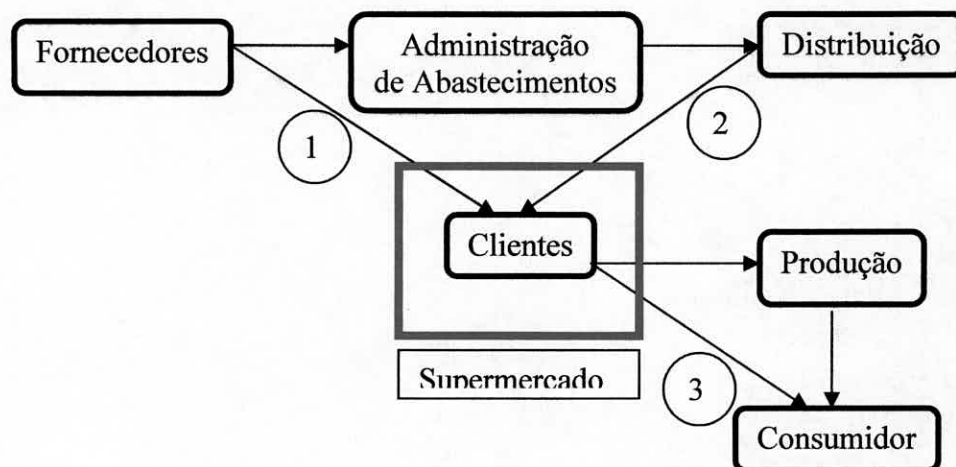 Fornecedores
Administração
de Abastecimentos
Distribuição
1
2
Clientes
Produção
Supermercado
3
Consumidor